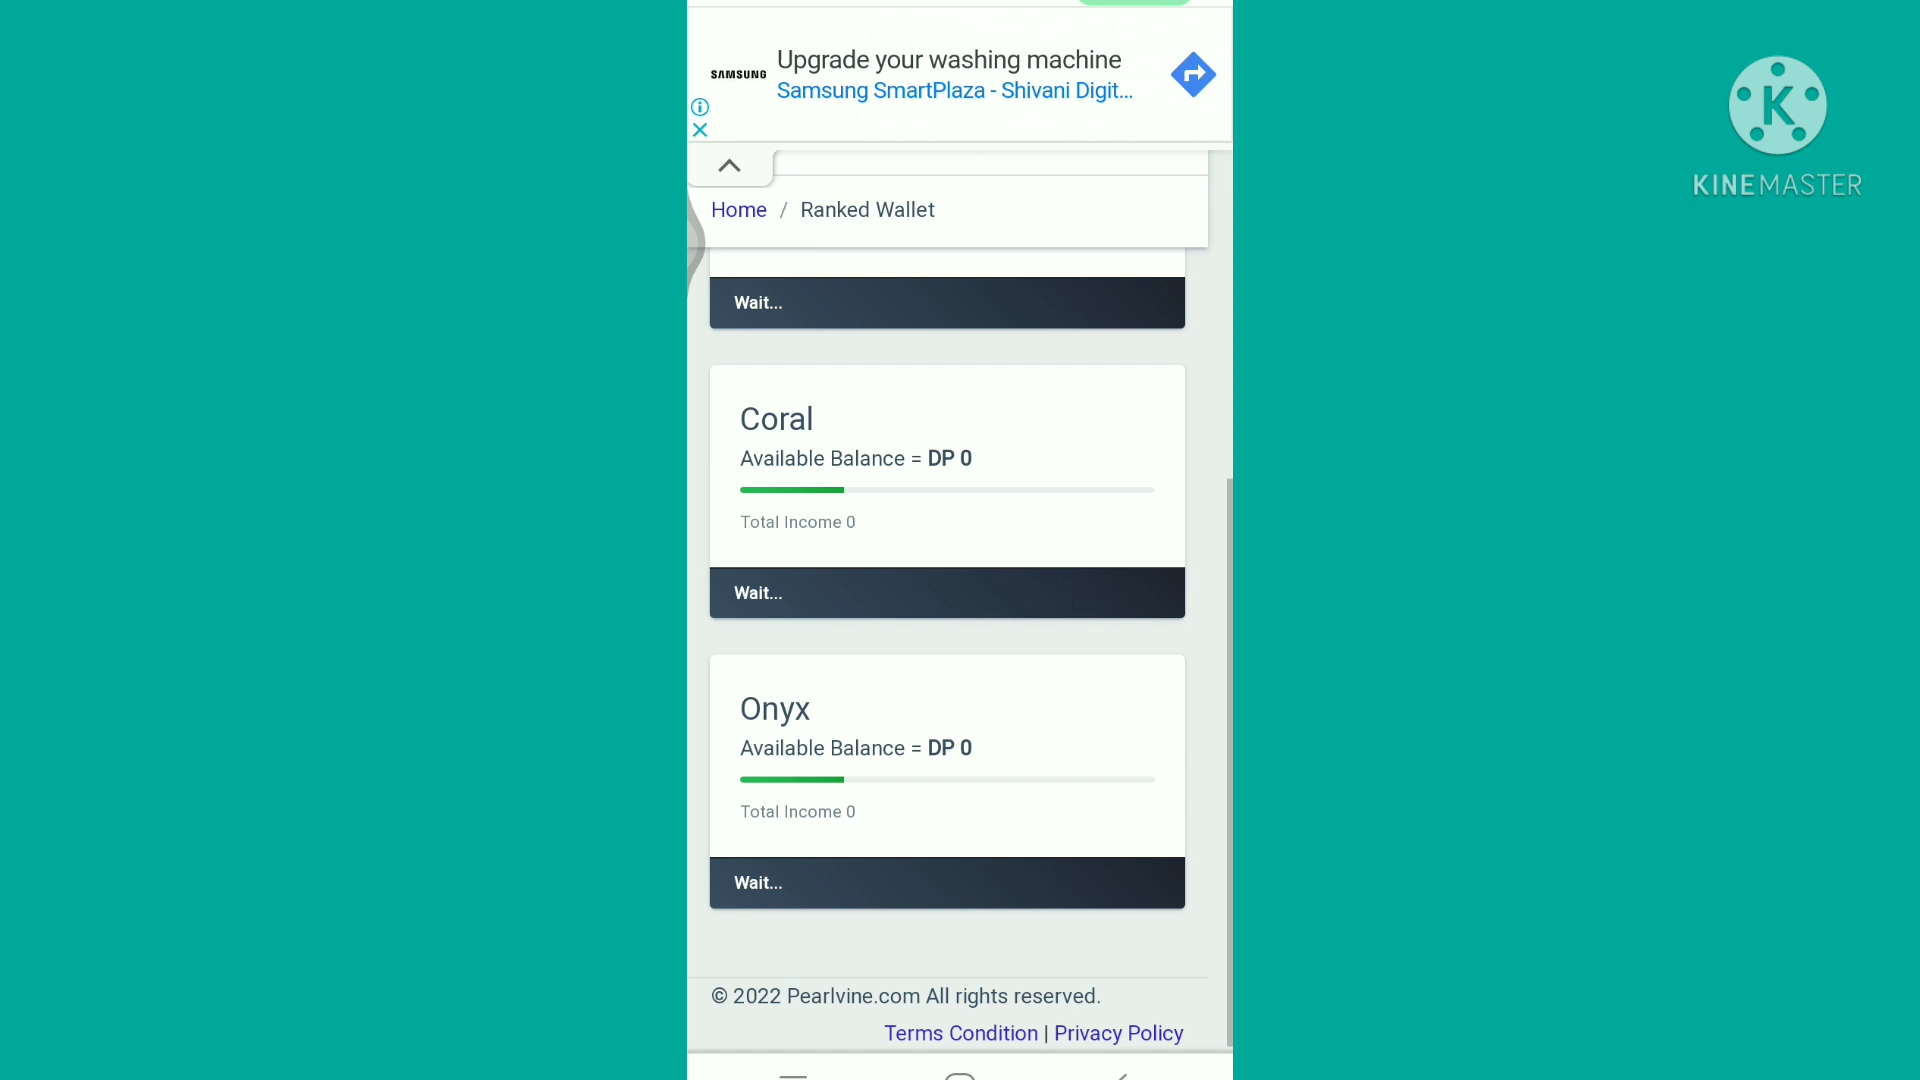 SAMSUNG
Upgrade your washing machine
Samsung SmartPlaza - Shivani Digit...
KINEMASTER
Home / Ranked Wallet
Wait...
Coral
Available Balance = DP 0
Total Income 0
Wait...
Onyx
Available Balance = DP 0
Total Income 0
Wait...
© 2022 Pearlvine.com All rights reserved.
Terms Condition | Privacy Policy